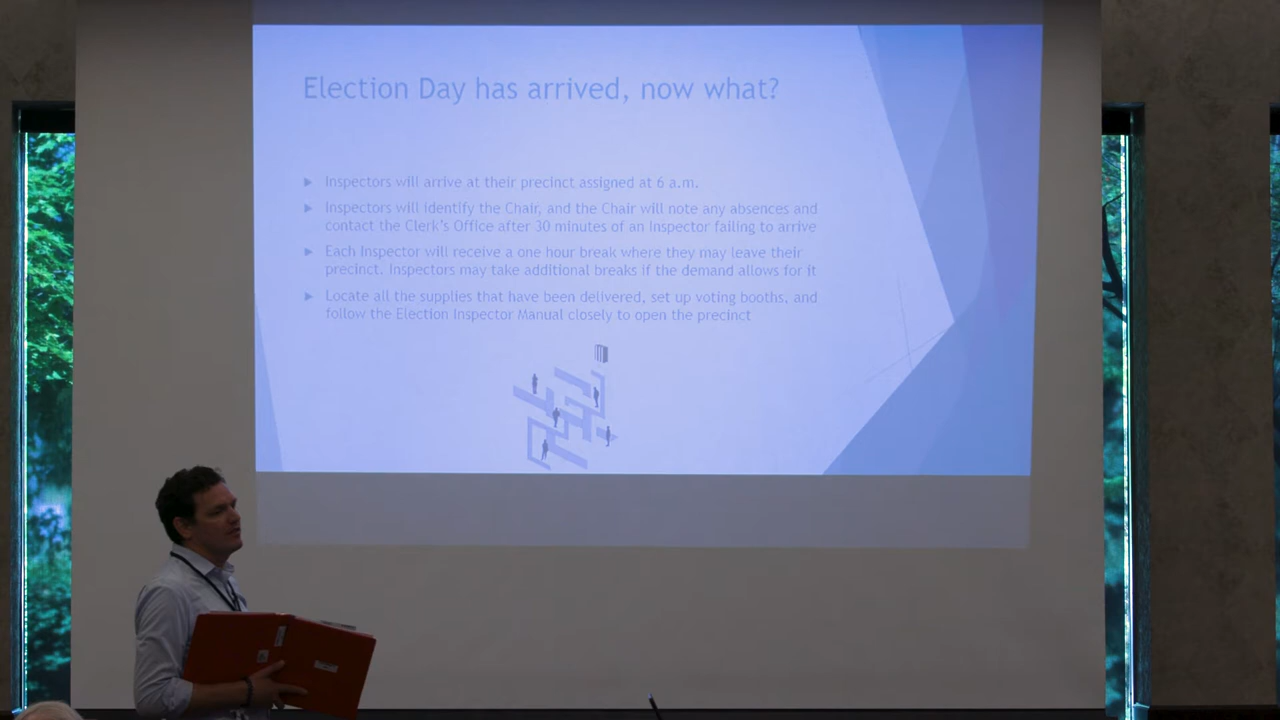 Election Day has arrived, now what?
Inspectors will arrive at their precinct assigned at 6 a.m.
Inspectors will identify the Chair, and the Chair will note any absences and
contact the Clerk's Office after 30 minutes of an Inspector failing to arrive
Each Inspector will receive a one hour break where they may leave their
precinct. Inspectors may take additional breaks if the demand allows for it
Locate all the supplies that have been delivered, set up voting booths, and
follow the Election Inspector Manual closely to open the precinct